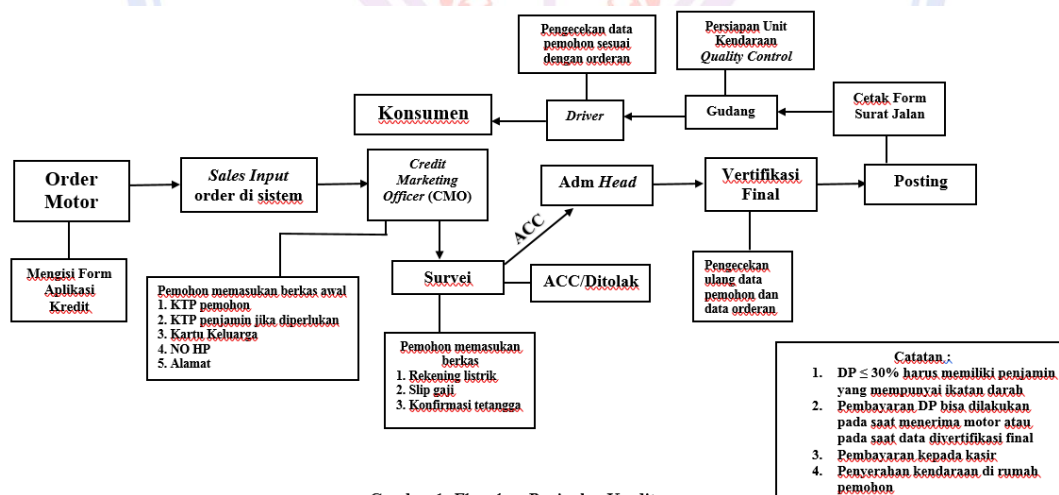 Pengecekan data
pemohon sesuai
dengan orderan
Persiapan Unit
Kendaraan
Quality Control
Konsumen
Driver
Gudang
Cetak Form
Surat Jalan
Order
Motor
Sales Input
order di sistem
Credit
Marketing
Officer (CMO)
Adm Head
Vertifikasi
Final
Posting
ACC
Mengisi Form
Aplikasi
Kredit
Pemohon memasukan berkas awal
1. KTP pemohon
2. KTP penjamin jika diperlukan
3. Kartu Keluarga
4. NO HP
5. Alamat
Survei
ACC/Ditolak
Pengecekan
ulang data
pemohon dan
data orderan
Pemohon memasukan
berkas
1. Rekening listrik
2. Slip gaji
3. Konfirmasi tetangga
Catatan :
1. DP ≤ 30% harus memiliki penjamin
yang mempunyai ikatan darah
2. Pembayaran DP bisa dilakukan
pada saat menerima motor atau
pada saat data divertifikasi final
3. Pembayaran kepada kasir
4. Penyerahan kendaraan di rumah
pemohon